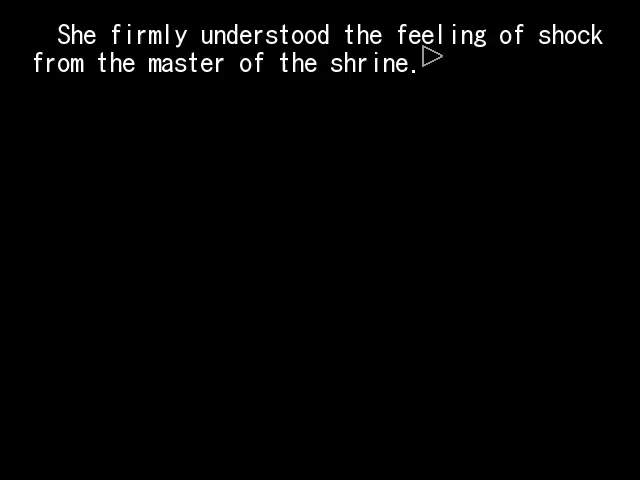 She firmly understood the feeling of shock
from the master of the shrine.